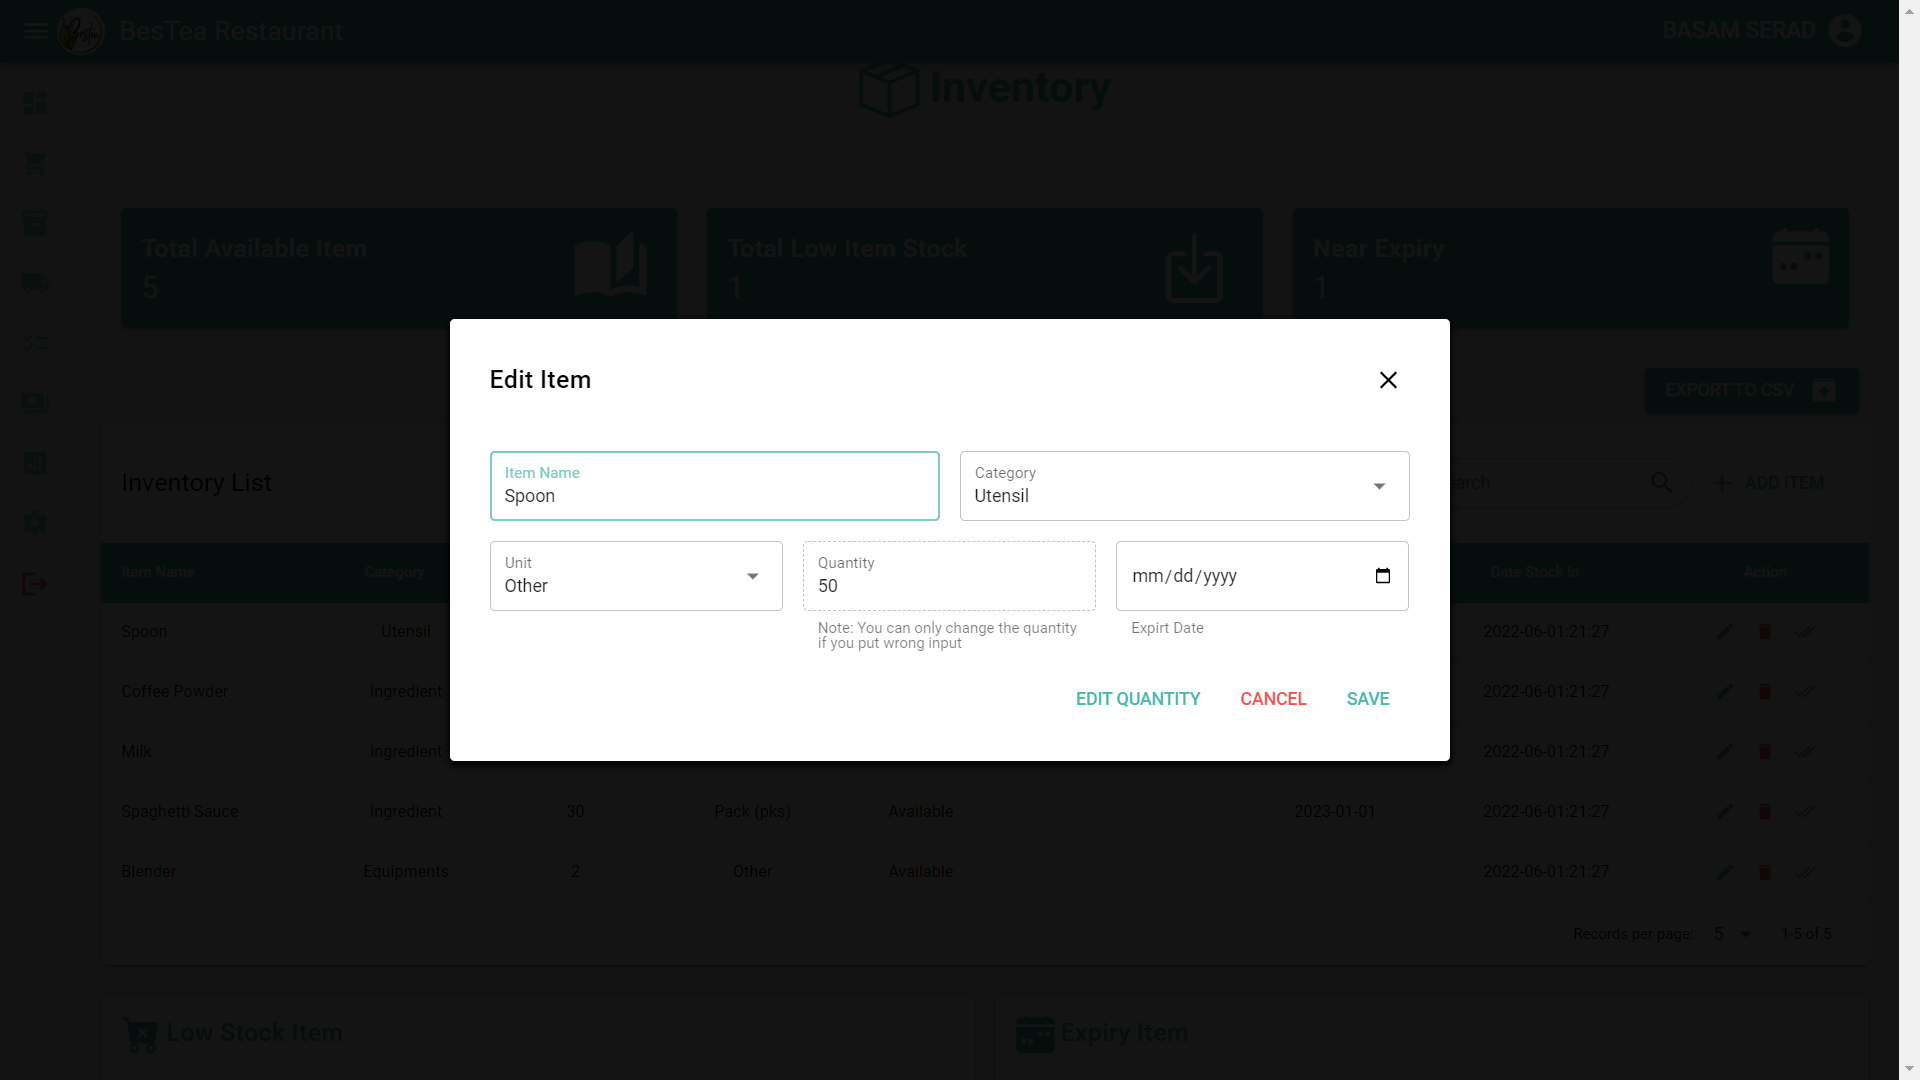 BesTea Restaurant
BASAM SERAD
Inventory
Total Available Item
5
Total Low Item Stock
1
Near Expiry
1
EXPORT TO CSV
Inventory List
ADD ITEM
Edit Item
Item Name
Spoon
Category
Utensil
Unit
Other
Quantity
50
mm/dd/yyyy
Note: You can only change the quantity
if you put wrong input
Expirt Date
EDIT QUANTITY CANCEL SAVE
Item Name Category Date Stock In Action
Spoon Utensil 2022-06-01:21:27
Coffee Powder Ingredient 2022-06-01:21:27
Milk Ingredient 2022-06-01:21:27
Spaghetti Sauce Ingredient 30 Pack (pks) Available 2023-01-01 2022-06-01:21:27
Blender Equipments 2 Other Available 2022-06-01:21:27
Records per page: 5 1-5 of 5
Low Stock Item
Expiry Item